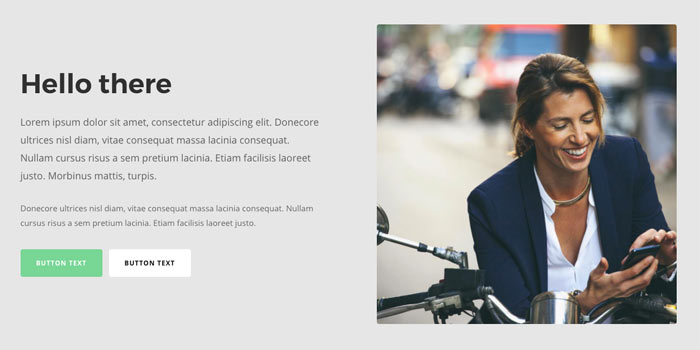 Hello there
Lorem ipsum dolor sit amet, consectetur adipiscing elit. Donecore
ultrices nisl diam, vitae consequat massa lacinia consequat.
Nullam cursus risus a sem pretium lacinia. Etiam facilisis laoreet
justo. Morbinus mattis, turpis.
Donecore ultrices nisl diam, vitae consequat massa lacinia consequat. Nullam
cursus risus a sem pretium lacinia. Etiam facilisis laoreet justo.
BUTTON TEXT
BUTTON TEXT